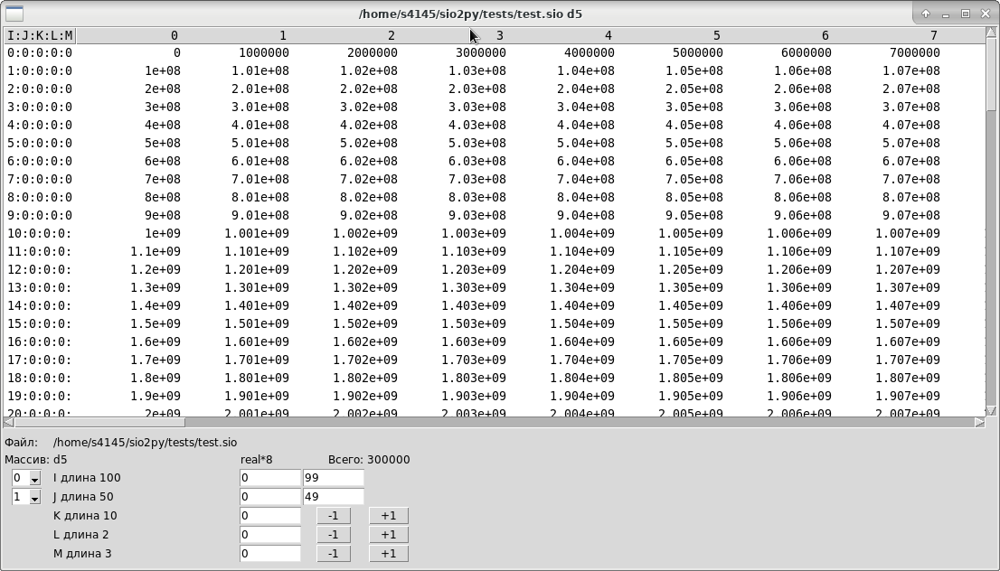 /home/s4145/sio2py/tests/test.sio d5
I:J:K:L:M 0 1 2 3 4 5 6 7
0:0:0:0:0 0 1000000 2000000 3000000 4000000 5000000 6000000 7000000
1:0:0:0:0 1e+08 1.01e+08 1.02e+08 1.03e+08 1.04e+08 1.05e+08 1.06e+08 1.07e+08
2:0:0:0:0 2e+08 2.01e+08 2.02e+08 2.03e+08 2.04e+08 2.05e+08 2.06e+08 2.07e+08
3:0:0:0:0 3e+08 3.01e+08 3.02e+08 3.03e+08 3.04e+08 3.05e+08 3.06e+08 3.07e+08
4:0:0:0:0 4e+08 4.01e+08 4.02e+08 4.03e+08 4.04e+08 4.05e+08 4.06e+08 4.07e+08
5:0:0:0:0 5e+08 5.01e+08 5.02e+08 5.03e+08 5.04e+08 5.05e+08 5.06e+08 5.07e+08
6:0:0:0:0 6e+08 6.01e+08 6.02e+08 6.03e+08 6.04e+08 6.05e+08 6.06e+08 6.07e+08
7:0:0:0:0 7e+08 7.01e+08 7.02e+08 7.03e+08 7.04e+08 7.05e+08 7.06e+08 7.07e+08
8:0:0:0:0 8e+08 8.01e+08 8.02e+08 8.03e+08 8.04e+08 8.05e+08 8.06e+08 8.07e+08
9:0:0:0:0 9e+08 9.01e+08 9.02e+08 9.03e+08 9.04e+08 9.05e+08 9.06e+08 9.07e+08
10:0:0:0: 1e+09 1.001e+09 1.002e+09 1.003e+09 1.004e+09 1.005e+09 1.006e+09 1.007e+09
11:0:0:0: 1.1e+09 1.101e+09 1.102e+09 1.103e+09 1.104e+09 1.105e+09 1.106e+09 1.107e+09
12:0:0:0: 1.2e+09 1.201e+09 1.202e+09 1.203e+09 1.204e+09 1.205e+09 1.206e+09 1.207e+09
13:0:0:0: 1.3e+09 1.301e+09 1.302e+09 1.303e+09 1.304e+09 1.305e+09 1.306e+09 1.307e+09
14:0:0:0: 1.4e+09 1.401e+09 1.402e+09 1.403e+09 1.404e+09 1.405e+09 1.406e+09 1.407e+09
15:0:0:0: 1.5e+09 1.501e+09 1.502e+09 1.503e+09 1.504e+09 1.505e+09 1.506e+09 1.507e+09
16:0:0:0: 1.6e+09 1.601e+09 1.602e+09 1.603e+09 1.604e+09 1.605e+09 1.606e+09 1.607e+09
17:0:0:0: 1.7e+09 1.701e+09 1.702e+09 1.703e+09 1.704e+09 1.705e+09 1.706e+09 1.707e+09
18:0:0:0: 1.8e+09 1.801e+09 1.802e+09 1.803e+09 1.804e+09 1.805e+09 1.806e+09 1.807e+09
19:0:0:0: 1.9e+09 1.901e+09 1.902e+09 1.903e+09 1.904e+09 1.905e+09 1.906e+09 1.907e+09
20:0:0:0: 2e+09 2.001e+09 2.002e+09 2.003e+09 2.004e+09 2.005e+09 2.006e+09 2.007e+09
Файл: /home/s4145/sio2py/tests/test.sio
Массив: d5 real*8 Всего: 300000
0 I длина 100 0 99
1 J длина 50 0 49
K длина 10 0 -1 +1
L длина 2 0 -1 +1
M длина 3 0 -1 +1